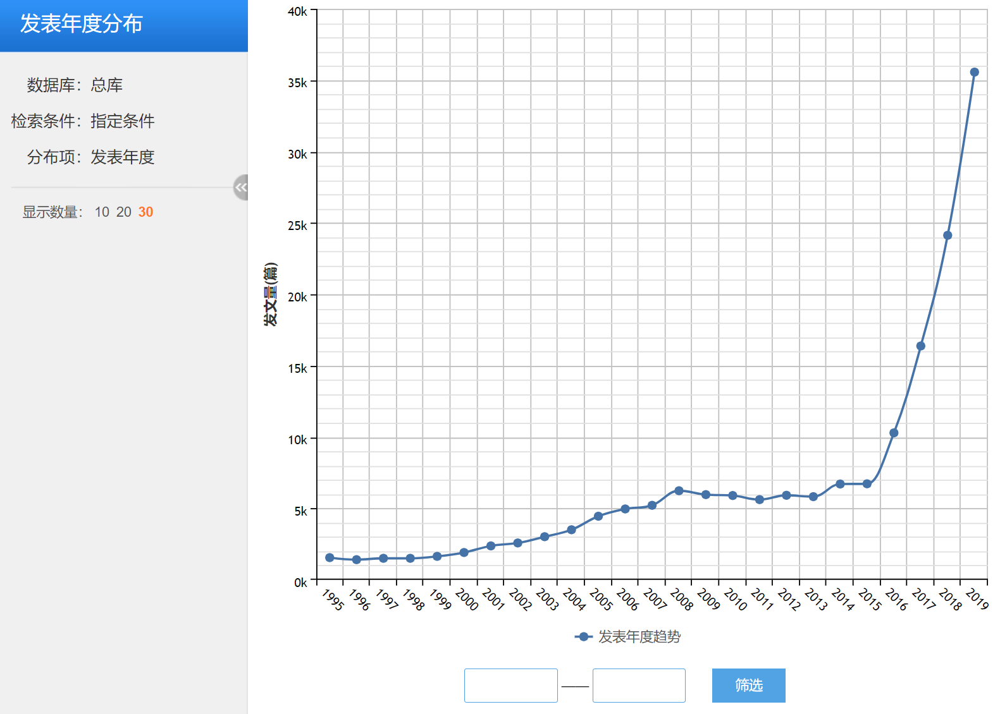 发表年度分布
数据库：总库
检索条件：指定条件
分布项：发表年度
显示数量： 10 20 30
发文量(篇)
40k
35k
30k
25k
20k
15k
10k
5k
0k
1995 1996 1997 1998 1999 2000 2001 2002 2003 2004 2005 2006 2007 2008 2009 2010 2011 2012 2013 2014 2015 2016 2017 2018 2019
发表年度趋势
—— 筛选